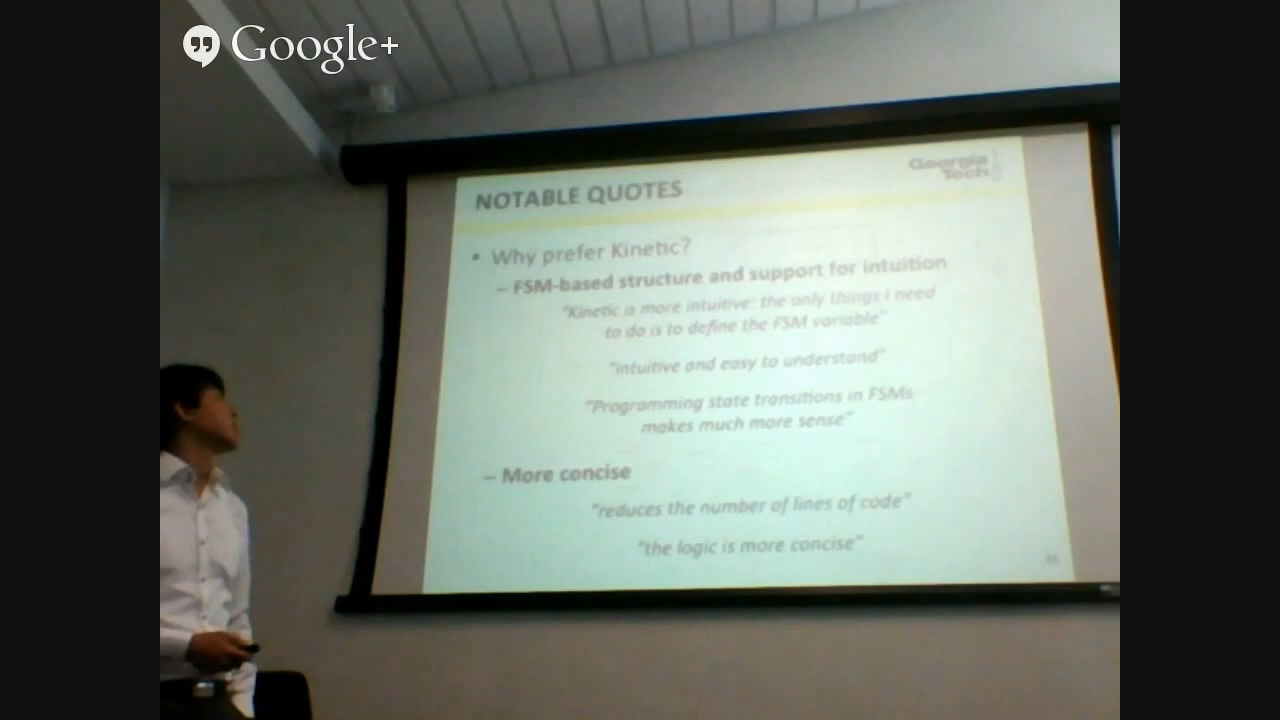 Google+
Georgia
Tech
NOTABLE QUOTES
• Why prefer Kinetic?
– FSM-based structure and support for intuition
"Kinetic is more intuitive: the only things I need
to do is to define the FSM variable"
"intuitive and easy to understand"
"Programming state transitions in FSMs
makes much more sense"
– More concise
"reduces the number of lines of code"
"the logic is more concise"